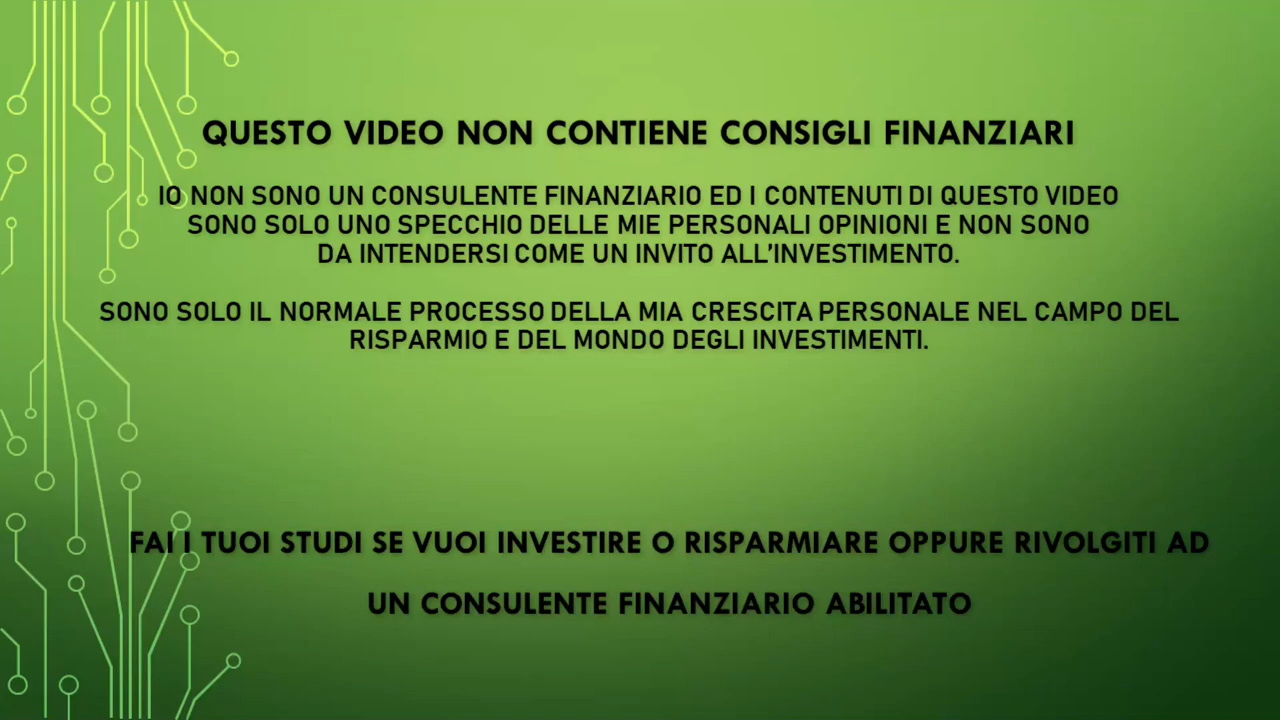 QUESTO VIDEO NON CONTIENE CONSIGLI FINANZIARI
IO NON SONO UN CONSULENTE FINANZIARIO ED I CONTENUTI DI QUESTO VIDEO
SONO SOLO UNO SPECCHIO DELLE MIE PERSONALI OPINIONI E NON SONO
DA INTENDERSI COME UN INVITO ALL'INVESTIMENTO.
SONO SOLO IL NORMALE PROCESSO DELLA MIA CRESCITA PERSONALE NEL CAMPO DEL
RISPARMIO E DEL MONDO DEGLI INVESTIMENTI.
FAI I TUOI STUDI SE VUOI INVESTIRE O RISPARMIARE OPPURE RIVOLGITI AD
UN CONSULENTE FINANZIARIO ABILITATO